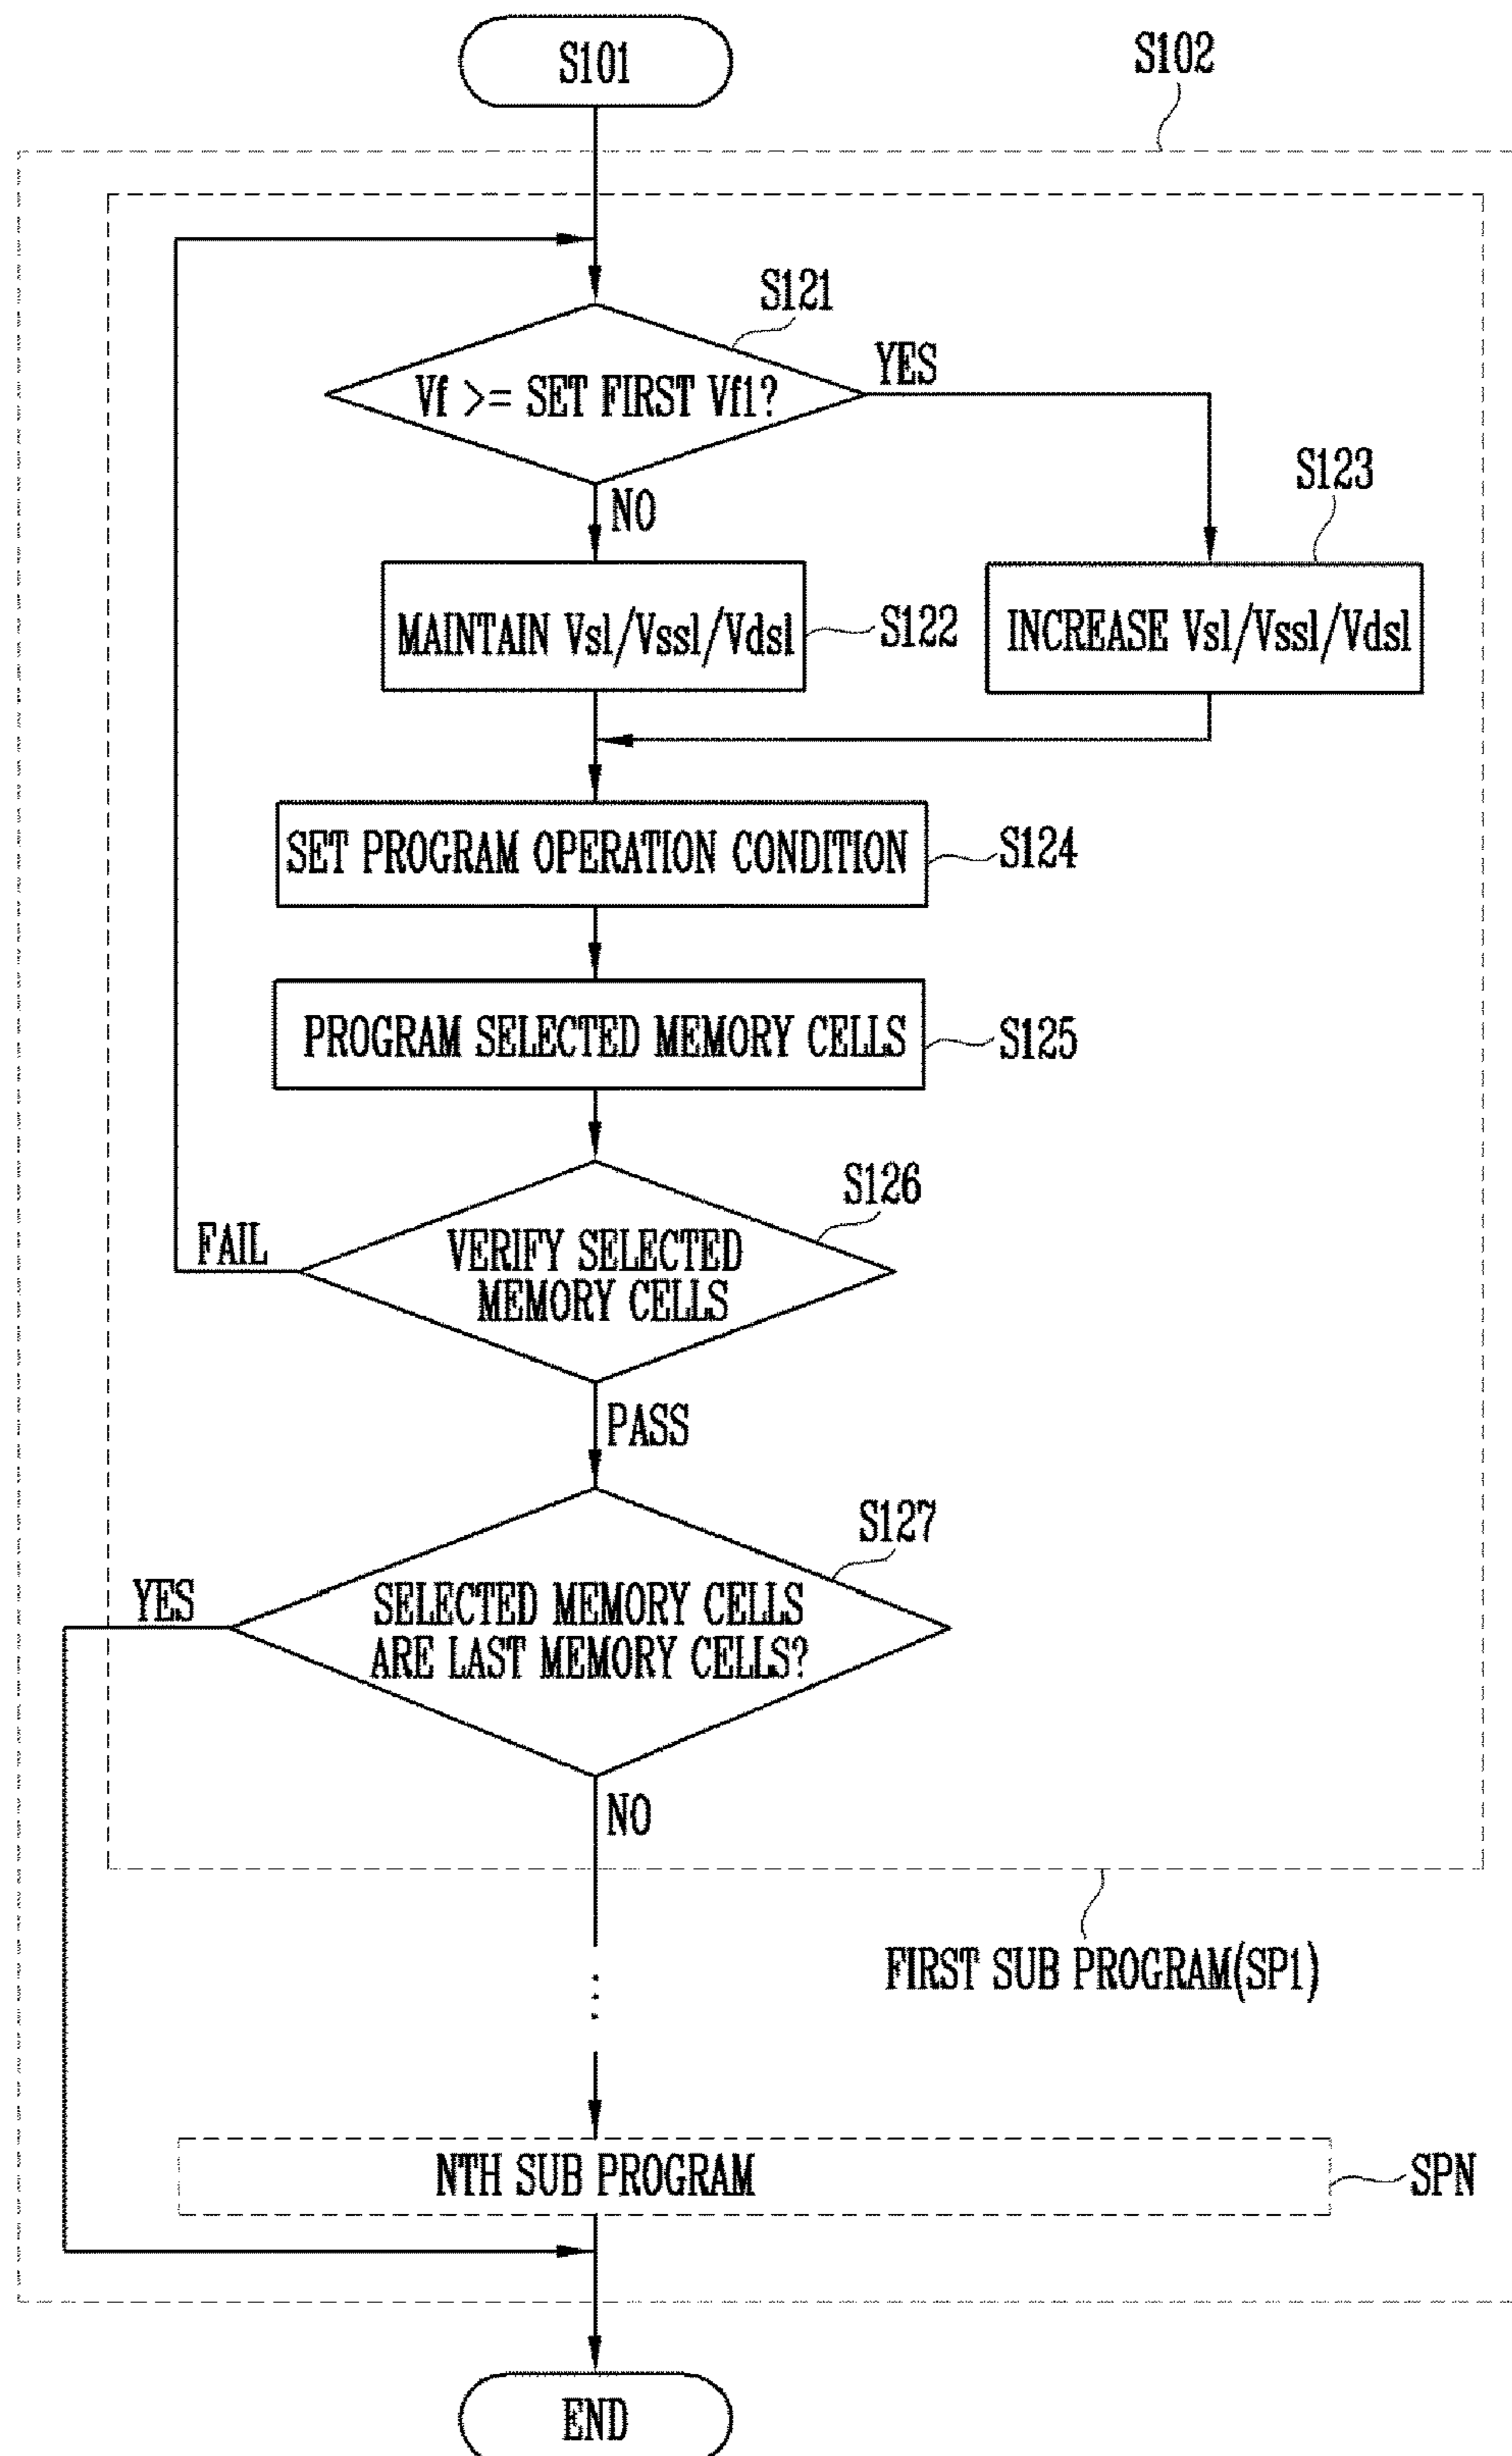 S101
S102
S121
Vf >= SET FIRST Vf1?
YES
NO
S123
MAINTAIN Vsl/Vssl/Vdsl
S122
INCREASE Vsl/Vssl/Vdsl
SET PROGRAM OPERATION CONDITION
S124
PROGRAM SELECTED MEMORY CELLS
S125
S126
FAIL
VERIFY SELECTED
MEMORY CELLS
PASS
S127
YES
SELECTED MEMORY CELLS
ARE LAST MEMORY CELLS?
NO
FIRST SUB PROGRAM(SP1)
NTH SUB PROGRAM
SPN
END